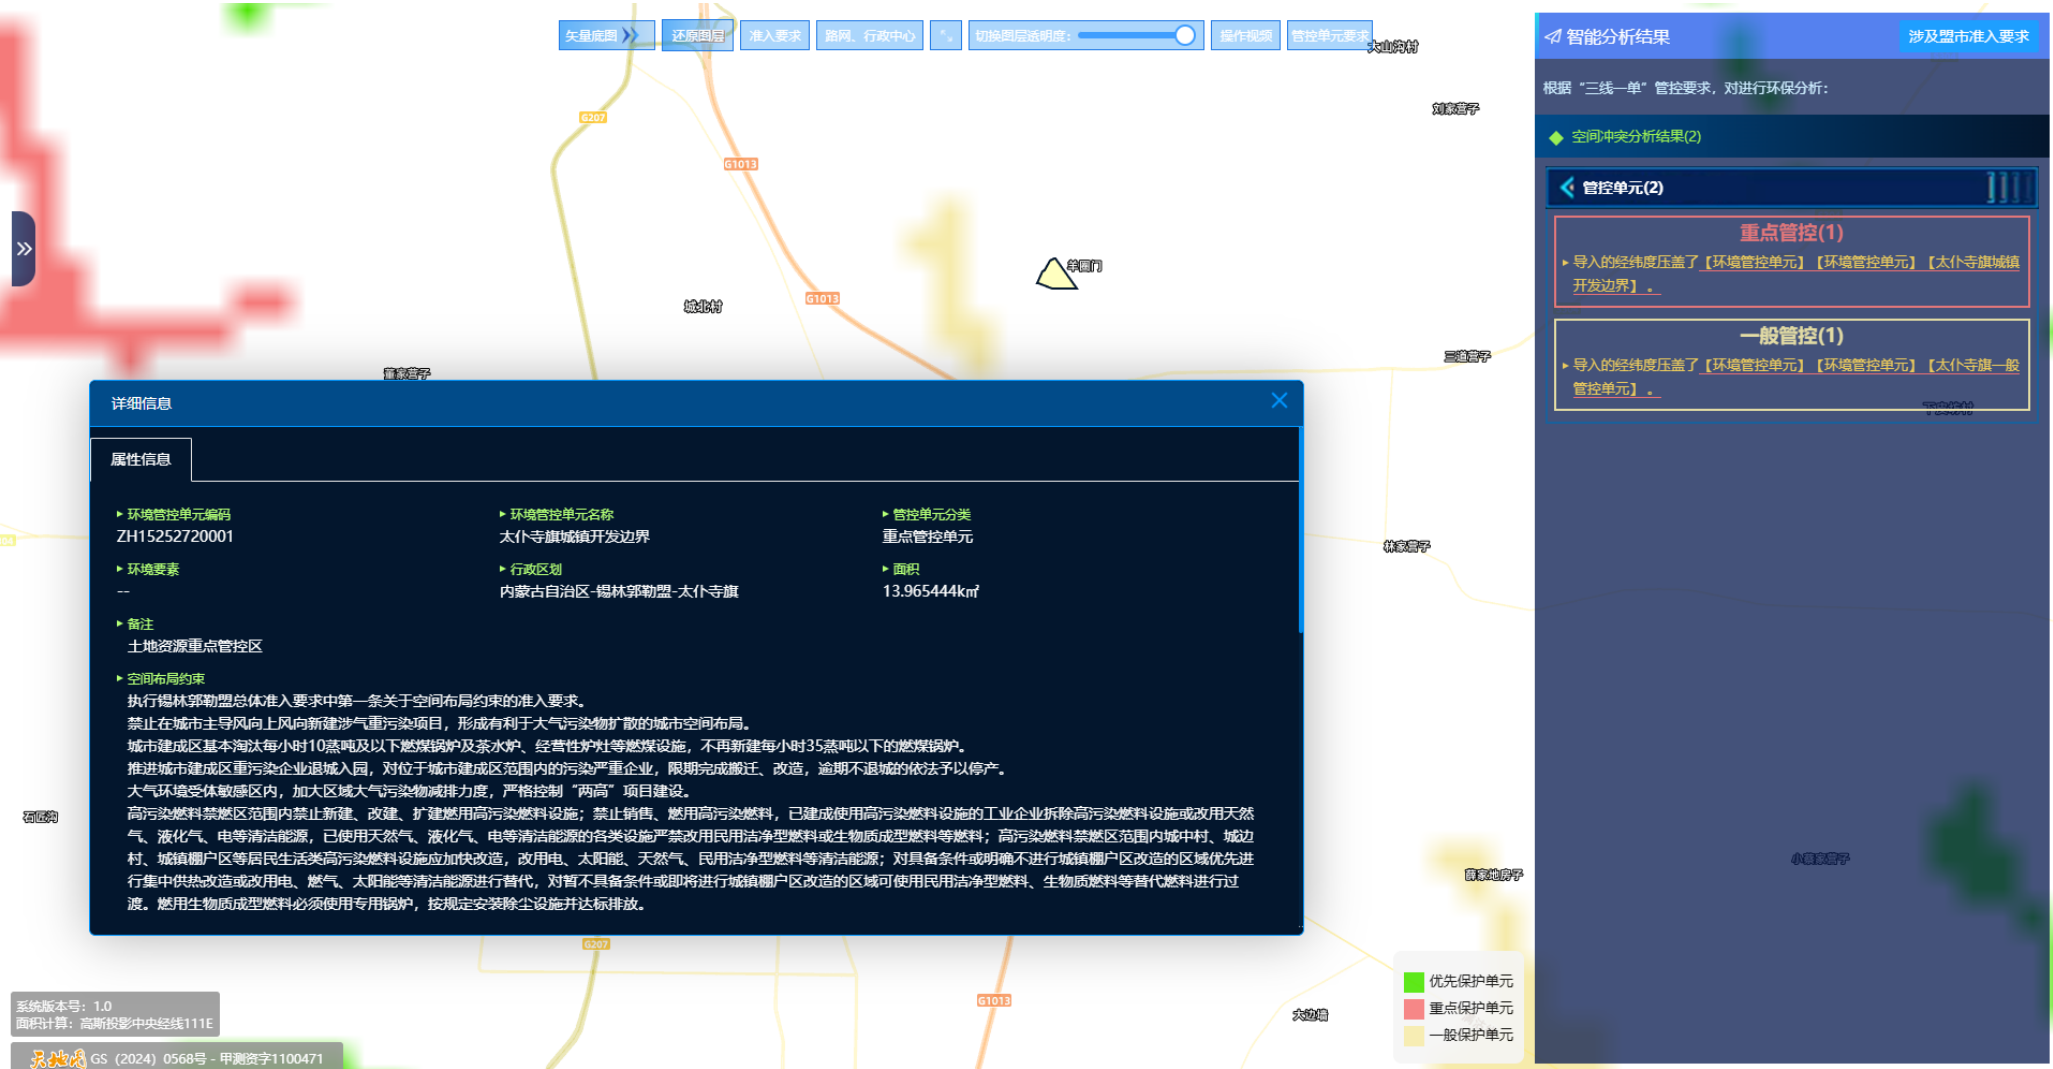 矢量底图
还原图层
准入要求
路网、行政中心
切换图层透明度：
操作视频
管控单元要求
大山沟村
刘家营子
G207
G1013
羊圈门
城北村
G1013
三道营子
董家营子
智能分析结果
涉及盟市准入要求
根据“三线一单”管控要求，对进行环保分析：
空间冲突分析结果(2)
管控单元(2)
重点管控(1)
导入的经纬度压盖了【环境管控单元】【环境管控单元】【太仆寺旗城镇
开发边界】 。
一般管控(1)
导入的经纬度压盖了【环境管控单元】【环境管控单元】【太仆寺旗一般
管控单元】 。
详细信息
属性信息
环境管控单元编码
ZH15252720001
环境管控单元名称
太仆寺旗城镇开发边界
管控单元分类
重点管控单元
环境要素
--
行政区划
内蒙古自治区-锡林郭勒盟-太仆寺旗
面积
13.965444k㎡
备注
土地资源重点管控区
空间布局约束
执行锡林郭勒盟总体准入要求中第一条关于空间布局约束的准入要求。
禁止在城市主导风向上风向新建涉气重污染项目，形成有利于大气污染物扩散的城市空间布局。
城市建成区基本淘汰每小时10蒸吨及以下燃煤锅炉及茶水炉、经营性炉灶等燃煤设施，不再新建每小时35蒸吨以下的燃煤锅炉。
推进城市建成区重污染企业退城入园，对位于城市建成区范围内的污染严重企业，限期完成搬迁、改造，逾期不退城的依法予以停产。
大气环境受体敏感区内，加大区域大气污染物减排力度，严格控制“两高”项目建设。
高污染燃料禁燃区范围内禁止新建、改建、扩建燃用高污染燃料设施；禁止销售、燃用高污染燃料，已建成使用高污染燃料设施的工业企业拆除高污染燃料设施或改用天然
气、液化气、电等清洁能源，已使用天然气、液化气、电等清洁能源的各类设施严禁改用民用洁净型燃料或生物质成型燃料等燃料；高污染燃料禁燃区范围内城中村、城边
村、城镇棚户区等居民生活类高污染燃料设施应加快改造，改用电、太阳能、天然气、民用洁净型燃料等清洁能源；对具备条件或明确不进行城镇棚户区改造的区域优先进
行集中供热改造或改用电、燃气、太阳能等清洁能源进行替代，对暂不具备条件或即将进行城镇棚户区改造的区域可使用民用洁净型燃料、生物质燃料等替代燃料进行过
渡。燃用生物质成型燃料必须使用专用锅炉，按规定安装除尘设施并达标排放。
林家营子
石匠沟
小蔡家营子
薛家地房子
G207
G1013
大边墙
优先保护单元
重点保护单元
一般保护单元
系统版本号：1.0
面积计算：高斯投影中央经线111E
天地图 GS（2024）0568号 - 甲测资字1100471